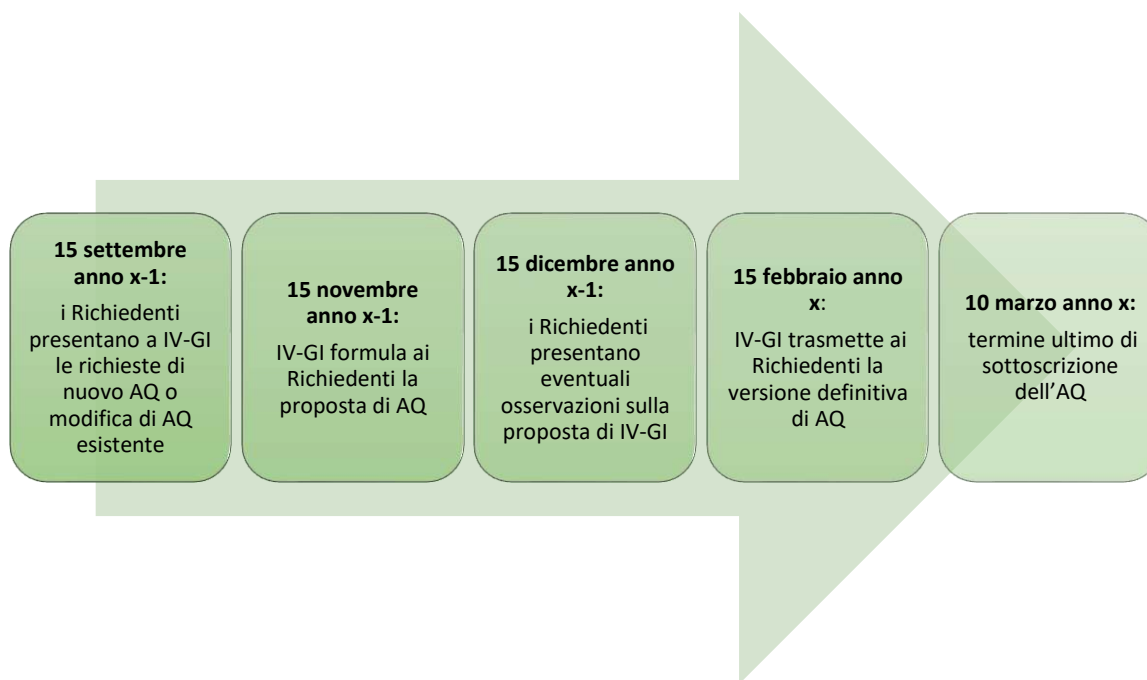 15 settembre
anno x-1:
i Richiedenti
presentano a IV-GI
le richieste di
nuovo AQ o
modifica di AQ
esistente
15 novembre
anno x-1:
IV-GI formula ai
Richiedenti la
proposta di AQ
15 dicembre anno
x-1:
i Richiedenti
presentano
eventuali
osservazioni sulla
proposta di IV-GI
15 febbraio anno
x:
IV-GI trasmette ai
Richiedenti la
versione definitiva
di AQ
10 marzo anno x:
termine ultimo di
sottoscrizione
dell’AQ